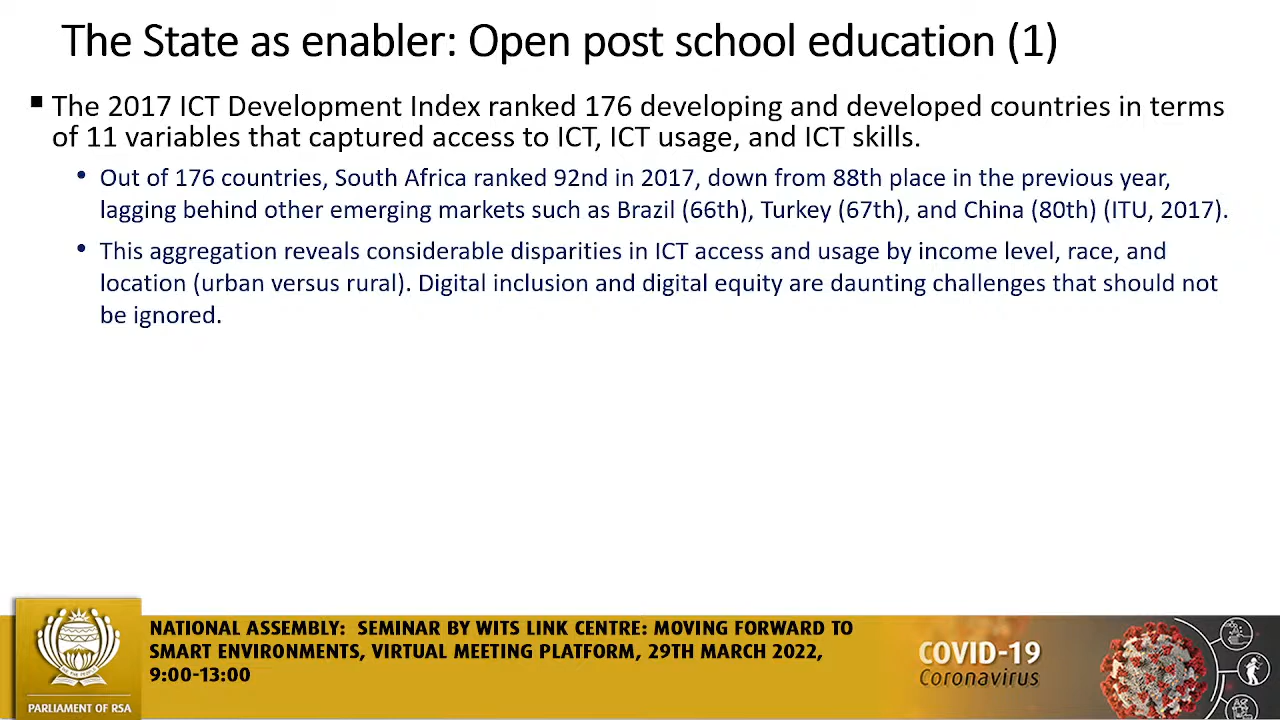 The State as enabler: Open post school education (1)
The 2017 ICT Development Index ranked 176 developing and developed countries in terms
of 11 variables that captured access to ICT, ICT usage, and ICT skills.
Out of 176 countries, South Africa ranked 92nd in 2017, down from 88th place in the previous year,
lagging behind other emerging markets such as Brazil (66th), Turkey (67th), and China (80th) (ITU, 2017).
This aggregation reveals considerable disparities in ICT access and usage by income level, race, and
location (urban versus rural). Digital inclusion and digital equity are daunting challenges that should not
be ignored.
NATIONAL ASSEMBLY: SEMINAR BY WITS LINK CENTRE: MOVING FORWARD TO
SMART ENVIRONMENTS, VIRTUAL MEETING PLATFORM, 29TH MARCH 2022,
9:00-13:00
PARLIAMENT OF RSA
COVID-19
Coronavirus